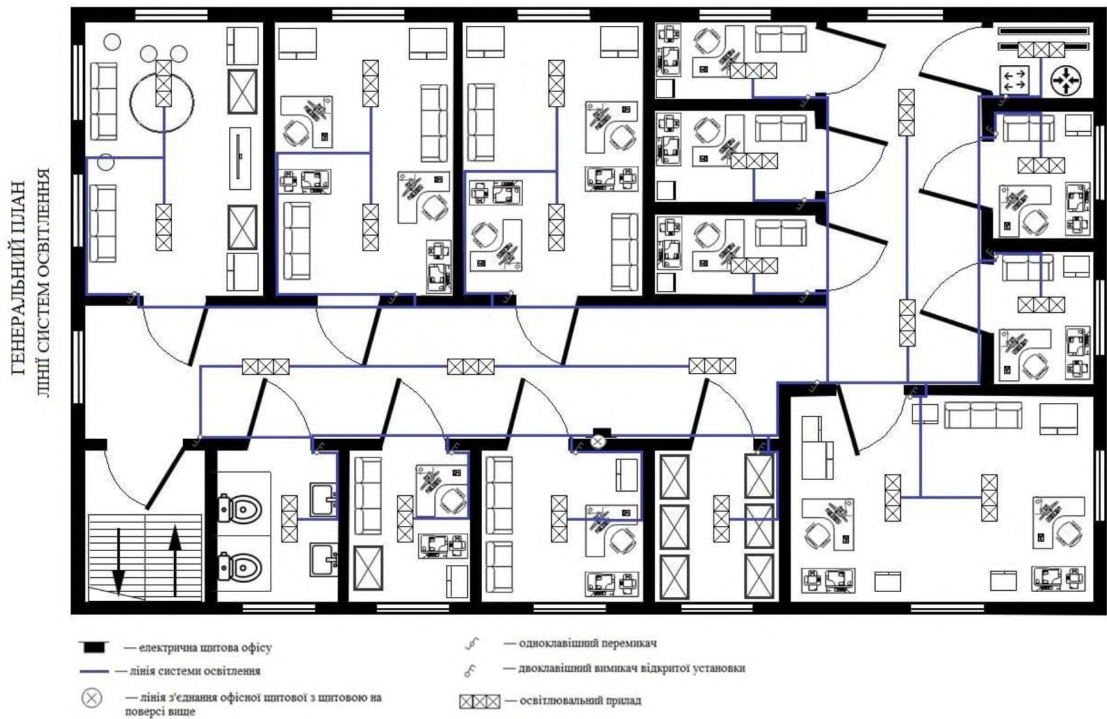 ГЕНЕРАЛЬНИЙ ПЛАН
ЛІНІЇ СИСТЕМ ОСВІТЛЕННЯ
— електрична щитова офісу
— лінія системи освітлення
— лінія з'єднання офісної щитової з щитовою на
поверсі вище
— одноклавішний перемикач
— двоклавішний вимикач відкритої установки
— освітлювальний прилад